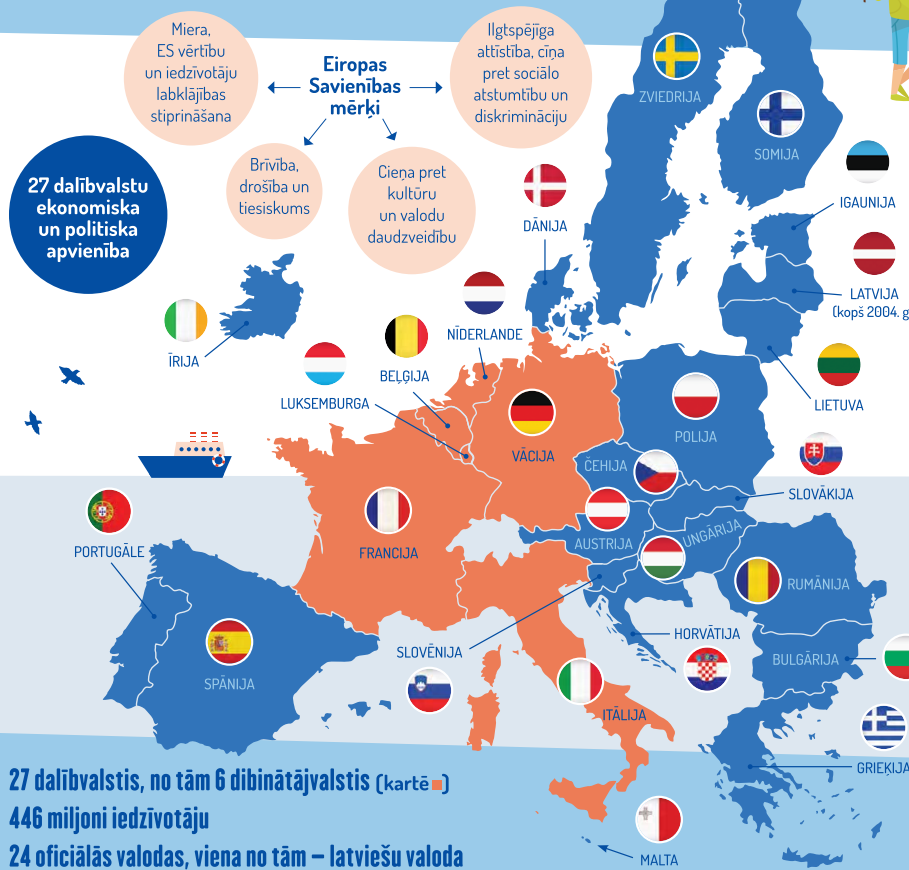 Miera,
ES vērtību
un iedzīvotāju
labklājības
stiprināšana
Eiropas
Savienības
mērķi
Ilgtspējīga
attīstība, cīņa
pret sociālo
atstumtību un
diskrimināciju
Brīvība,
drošība un
tiesiskums
Cieņa pret
kultūru
un valodu
daudzveidību
27 dalībvalstu
ekonomiska
un politiska
apvienība
ZVIEDRIJA
SOMIJA
IGAUNIJA
DĀNIJA
LATVIJA
(kopš 2004. g
ĪRIJA
NĪDERLANDE
BEĻĢIJA
LUKSEMBURGA
LIETUVA
VĀCIJA
POLIJA
ČEHIJA
SLOVĀKIJA
PORTUGĀLE
FRANCIJA
AUSTRIJA
UNGĀRIJA
RUMĀNIJA
SPĀNIJA
SLOVĒNIJA
HORVĀTIJA
BULGĀRIJA
ITĀLIJA
GRIEĶIJA
MALTA
27 dalībvalstis, no tām 6 dibinātājvalstis (kartē )
446 miljoni iedzīvotāju
24 oficiālās valodas, viena no tām – latviešu valoda